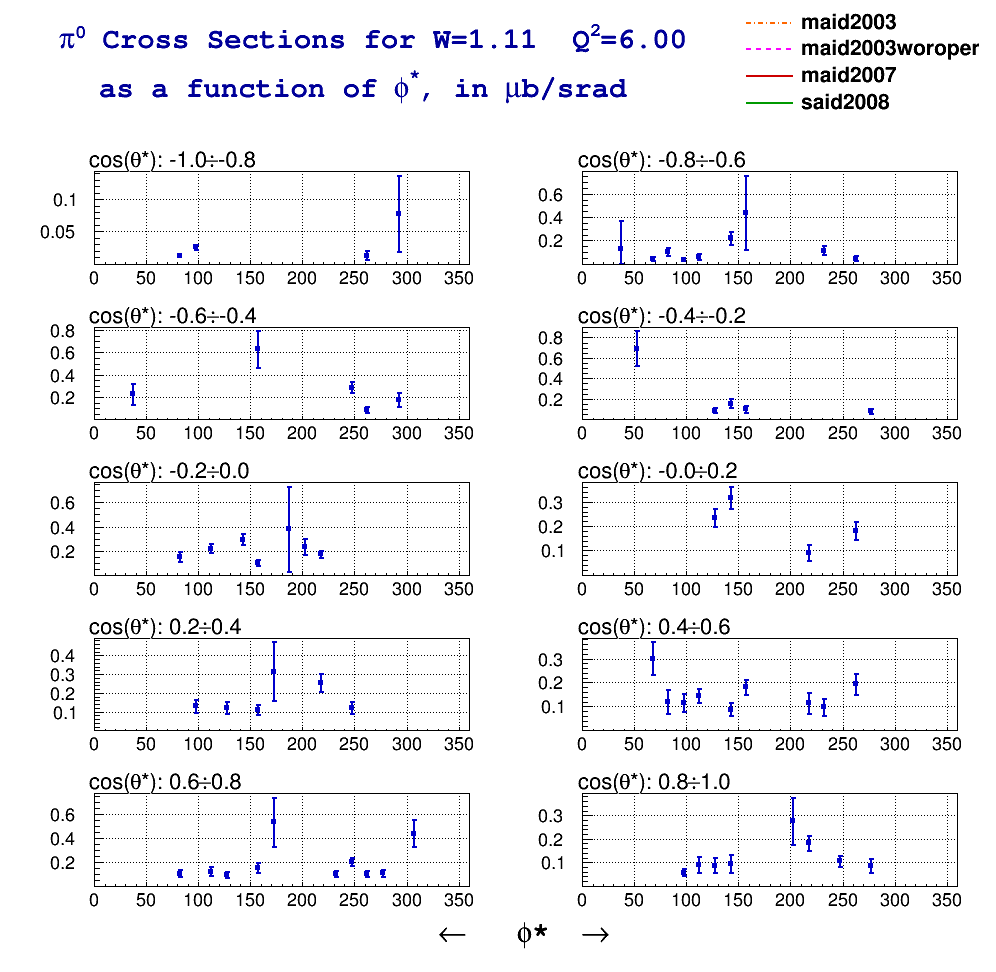 π⁰ Cross Sections for W=1.11 Q²=6.00
as a function of ϕ*, in μb/srad
maid2003
maid2003woroper
maid2007
said2008
cos(θ*): -1.0÷-0.8
0.1
0.05
0 50 100 150 200 250 300 350
cos(θ*): -0.8÷-0.6
0.6
0.4
0.2
0 50 100 150 200 250 300 350
cos(θ*): -0.6÷-0.4
0.8
0.6
0.4
0.2
0 50 100 150 200 250 300 350
cos(θ*): -0.4÷-0.2
0.8
0.6
0.4
0.2
0 50 100 150 200 250 300 350
cos(θ*): -0.2÷0.0
0.6
0.4
0.2
0 50 100 150 200 250 300 350
cos(θ*): -0.0÷0.2
0.3
0.2
0.1
0 50 100 150 200 250 300 350
cos(θ*): 0.2÷0.4
0.4
0.3
0.2
0.1
0 50 100 150 200 250 300 350
cos(θ*): 0.4÷0.6
0.3
0.2
0.1
0 50 100 150 200 250 300 350
cos(θ*): 0.6÷0.8
0.6
0.4
0.2
0 50 100 150 200 250 300 350
cos(θ*): 0.8÷1.0
0.3
0.2
0.1
0 50 100 150 200 250 300 350
← ϕ* →